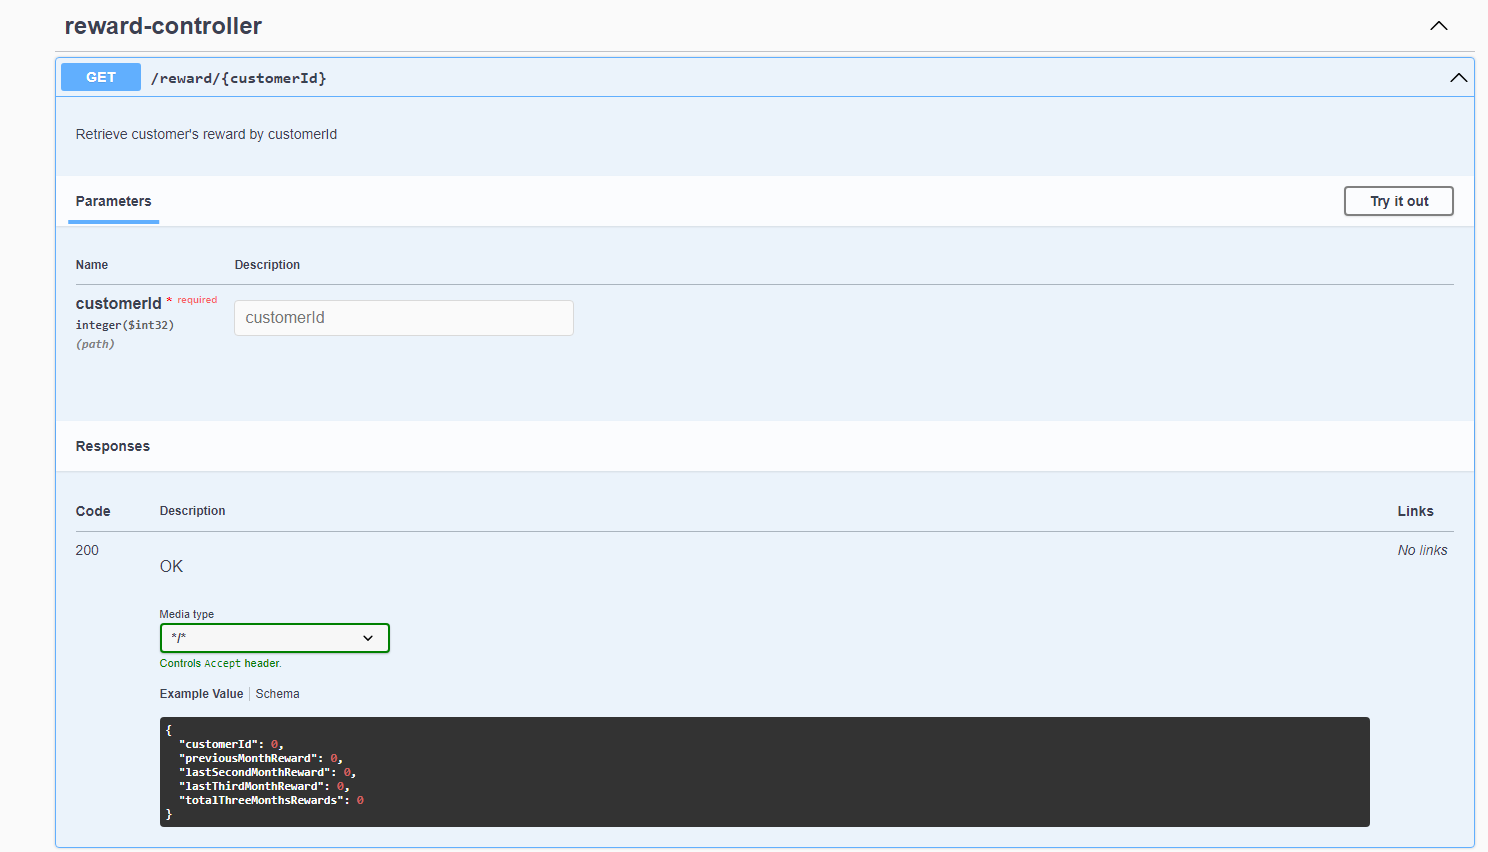 reward-controller
GET /reward/{customerId}
Retrieve customer's reward by customerId
Parameters
Try it out
Name Description
customerId * required
integer($int32)
(path)
customerId
Responses
Code Description Links
200 OK No links
Media type
*/*
Controls Accept header.
Example Value Schema
{
  "customerId": 0,
  "previousMonthReward": 0,
  "lastSecondMonthReward": 0,
  "lastThirdMonthReward": 0,
  "totalThreeMonthsRewards": 0
}